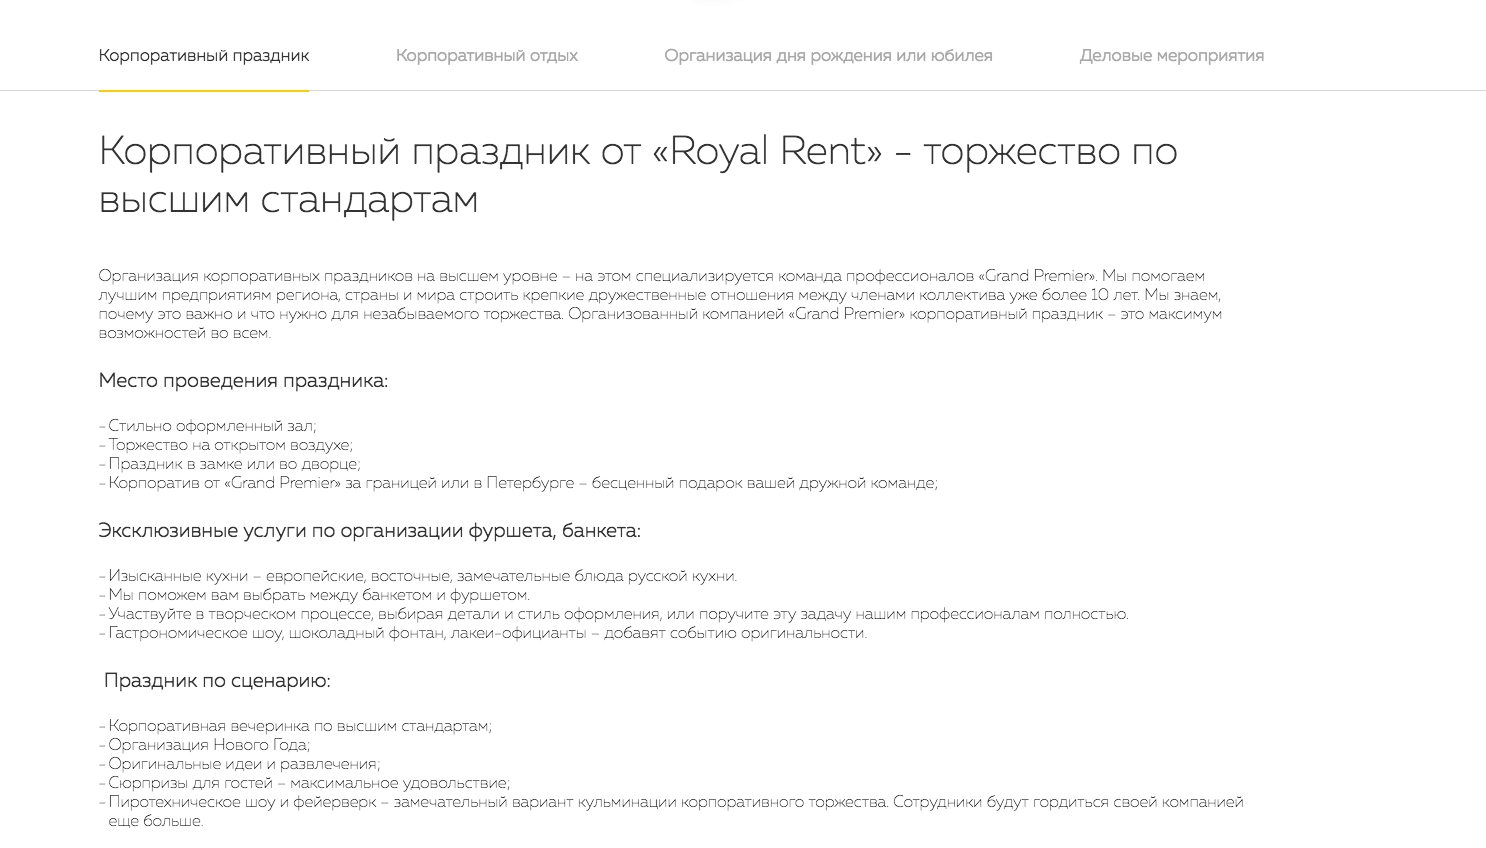 Корпоративный праздник
Корпоративный отдых
Организация дня рождения или юбилея
Деловые мероприятия
Корпоративный праздник от «Royal Rent» - торжество по
высшим стандартам
Организация корпоративных праздников на высшем уровне – на этом специализируется команда профессионалов «Grand Premier». Мы помогаем
лучшим предприятиям региона, страны и мира строить крепкие дружественные отношения между членами коллектива уже более 10 лет. Мы знаем,
почему это важно и что нужно для незабываемого торжества. Организованный компанией «Grand Premier» корпоративный праздник – это максимум
возможностей во всем.
Место проведения праздника:
- Стильно оформленный зал;
- Торжество на открытом воздухе;
- Праздник в замке или во дворце;
- Корпоратив от «Grand Premier» за границей или в Петербурге – бесценный подарок вашей дружной команде;
Эксклюзивные услуги по организации фуршета, банкета:
- Изысканные кухни – европейские, восточные, замечательные блюда русской кухни.
- Мы поможем вам выбрать между банкетом и фуршетом.
- Участвуйте в творческом процессе, выбирая детали и стиль оформления, или поручите эту задачу нашим профессионалам полностью.
- Гастрономическое шоу, шоколадный фонтан, лакеи-официанты – добавят событию оригинальности.
Праздник по сценарию:
- Корпоративная вечеринка по высшим стандартам;
- Организация Нового Года;
- Оригинальные идеи и развлечения;
- Сюрпризы для гостей – максимальное удовольствие;
- Пиротехническое шоу и фейерверк – замечательный вариант кульминации корпоративного торжества. Сотрудники будут гордиться своей компанией
еще больше.